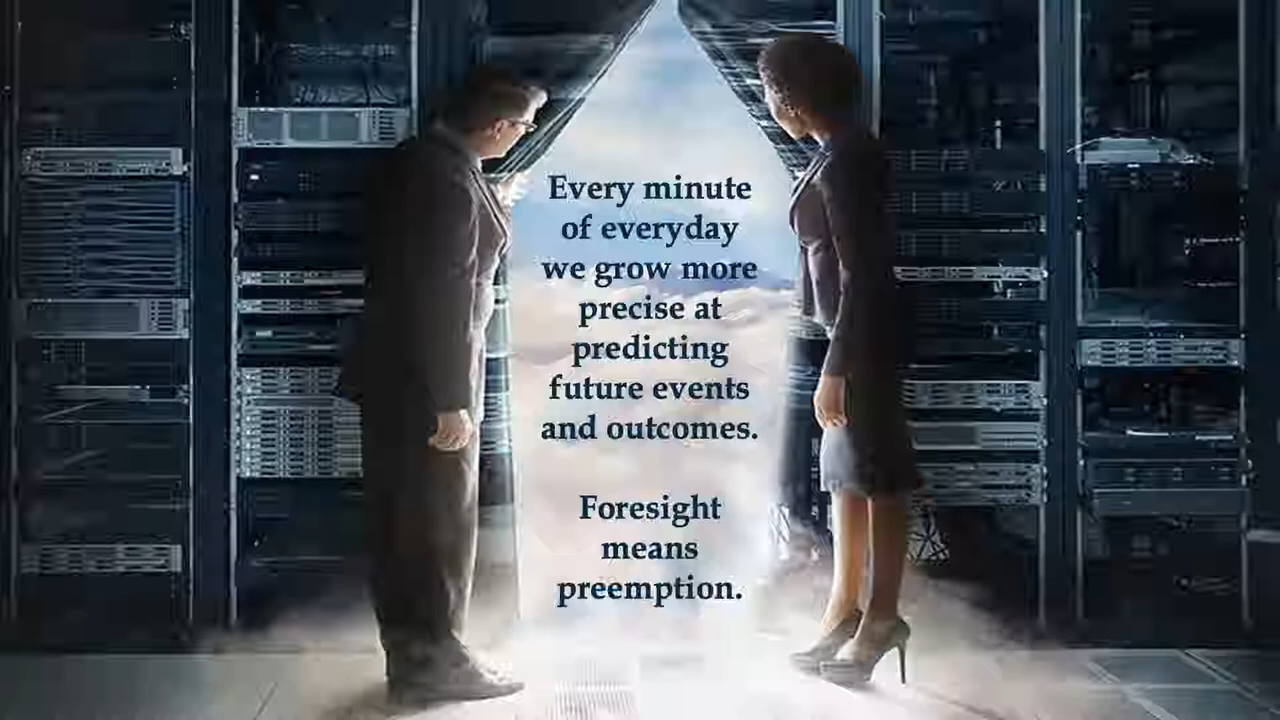 Every minute
of everyday
we grow more
precise at
predicting
future events
and outcomes.
Foresight
means
preemption.